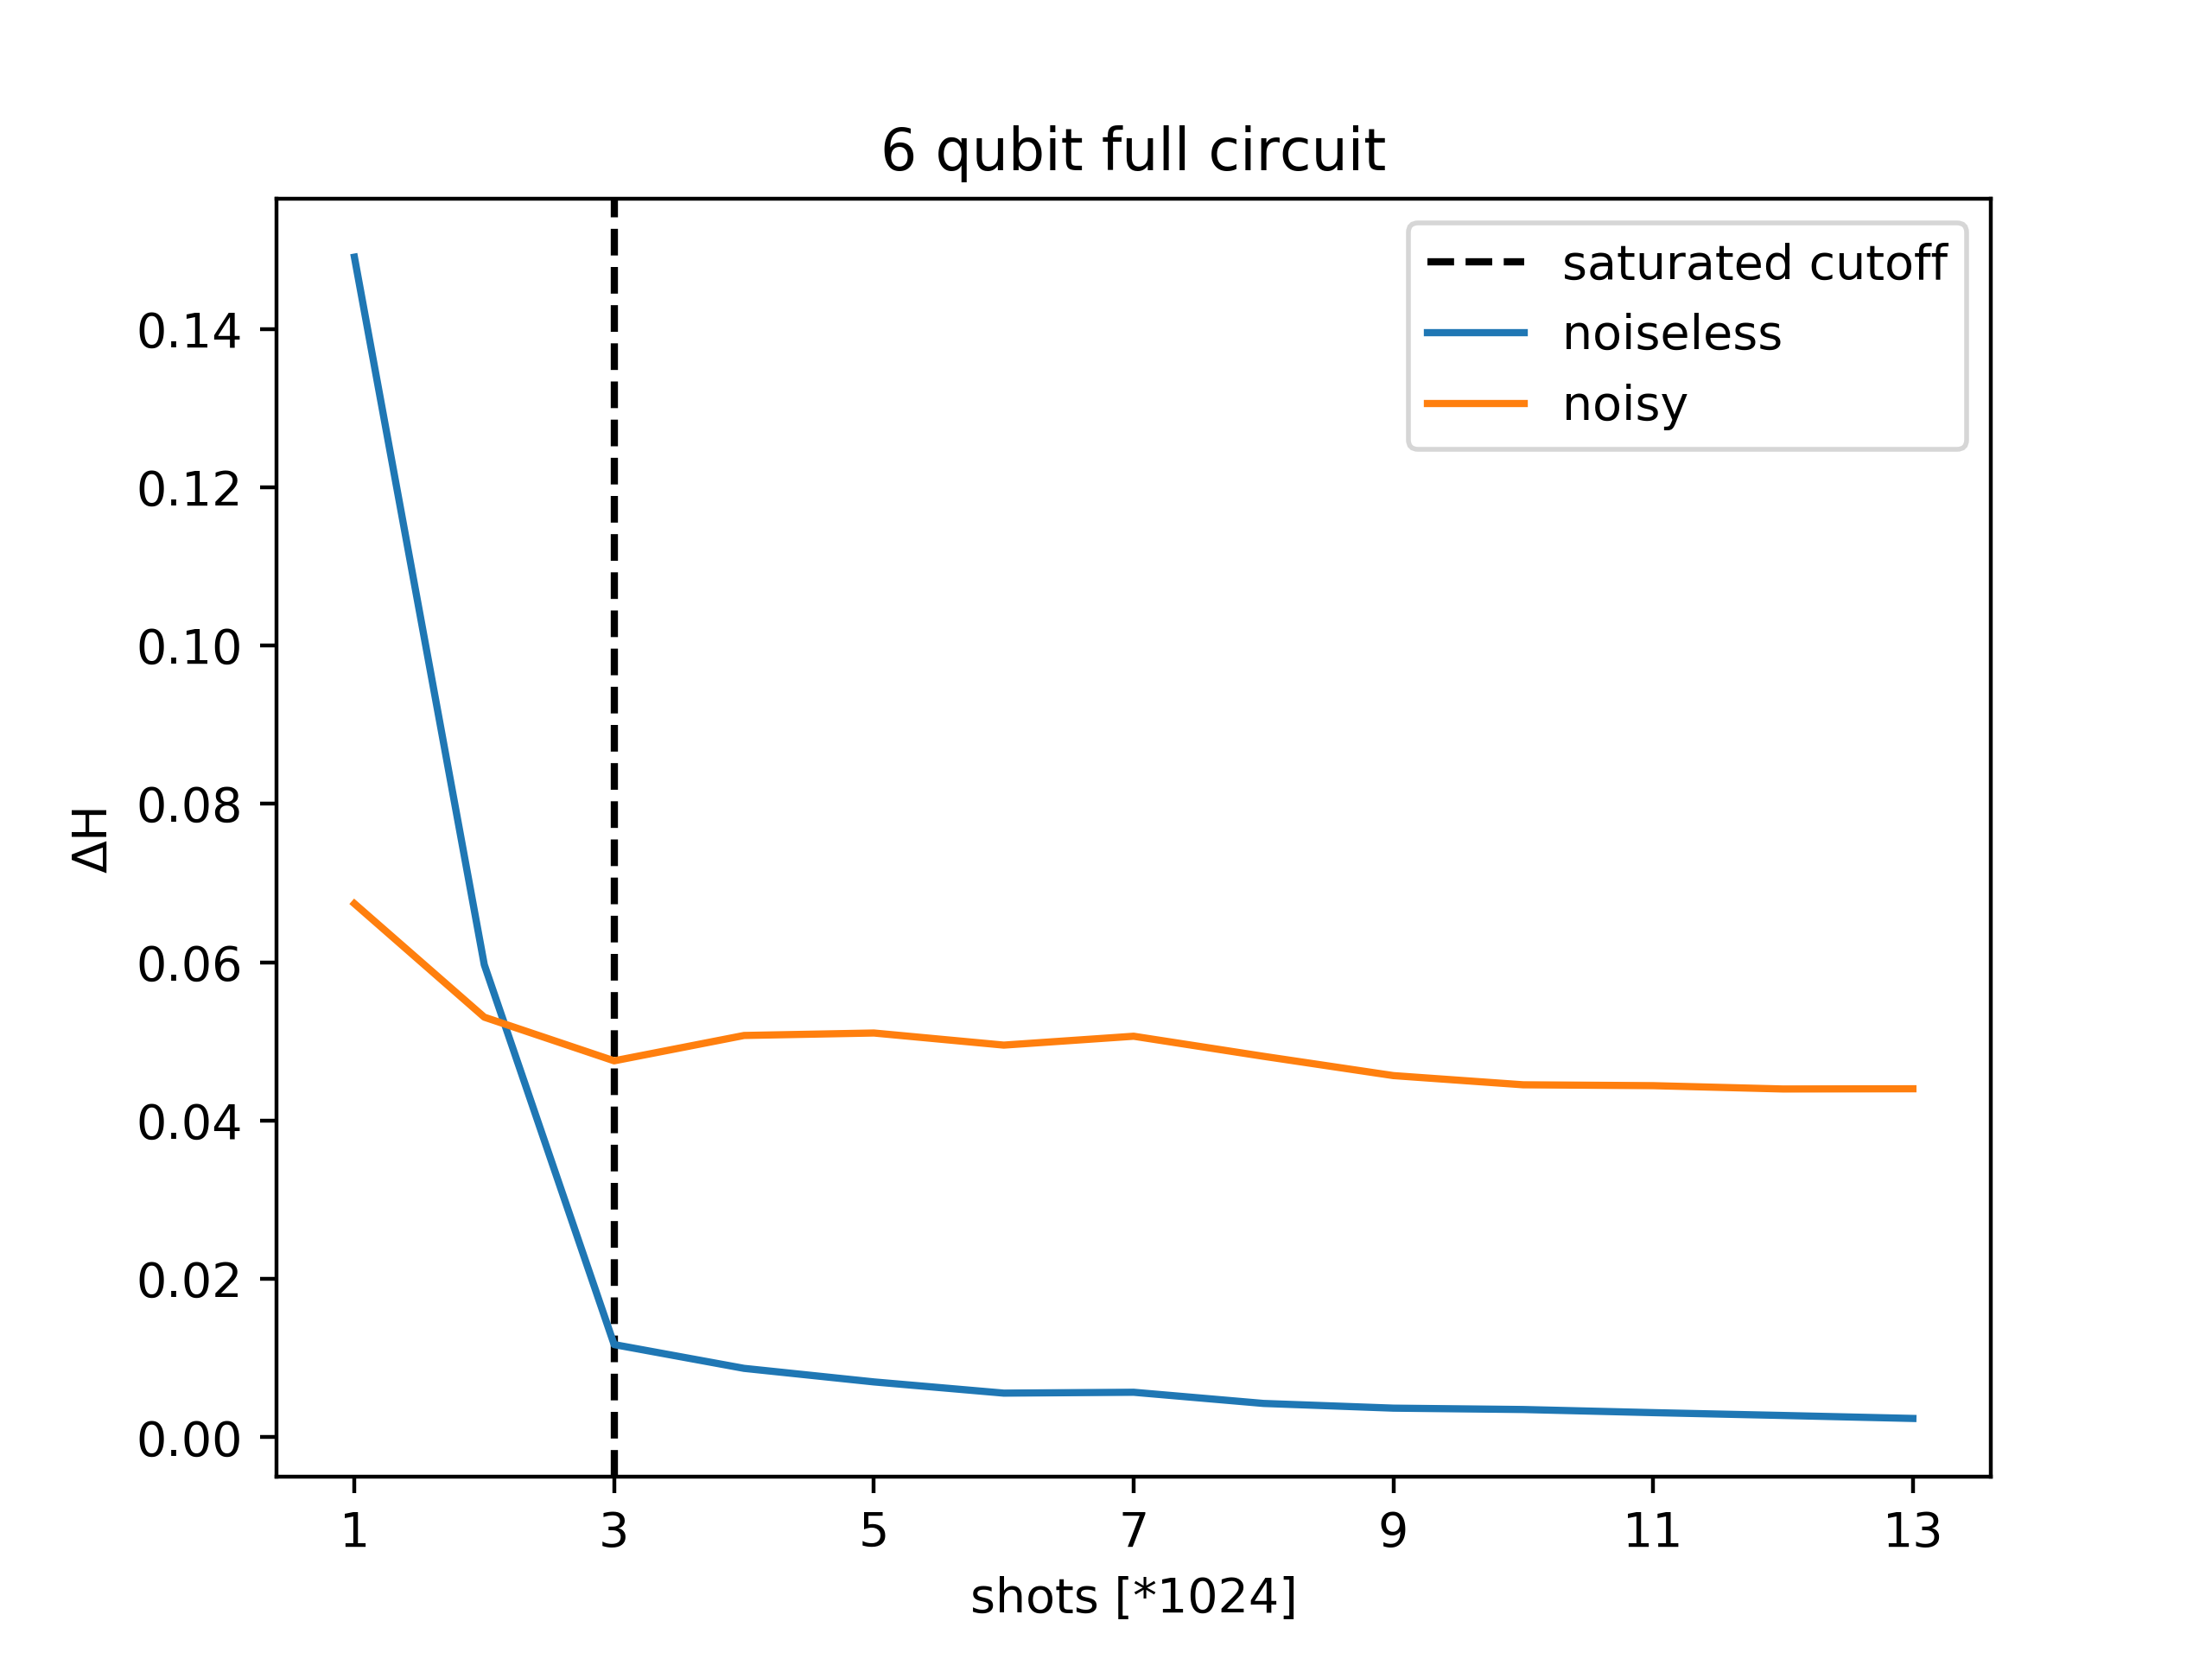 6 qubit full circuit
saturated cutoff
noiseless
noisy
0.14
0.12
0.10
0.08
0.06
0.04
0.02
0.00
ΔH
1 3 5 7 9 11 13
shots [*1024]